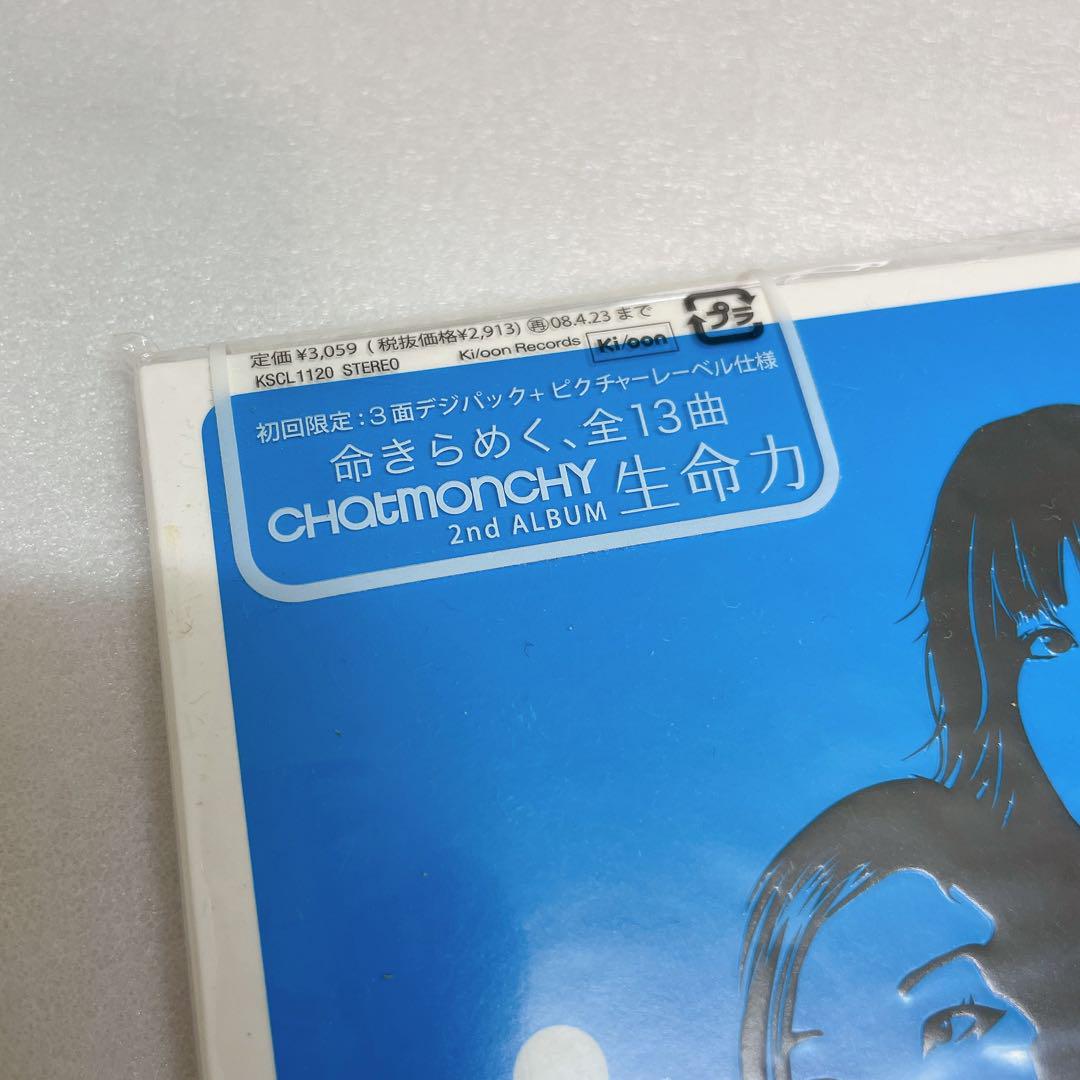 定価 ¥3,059 (税抜価格¥2,913) ㊢08.4.23 まで
KSCL1120 STEREO
Ki/oon Records
Ki/oon
プラ
初回限定:3面デジパック+ピクチャーレーベル仕様
命きらめく、全13曲
CHatmonCHY
2nd ALBUM
生命力